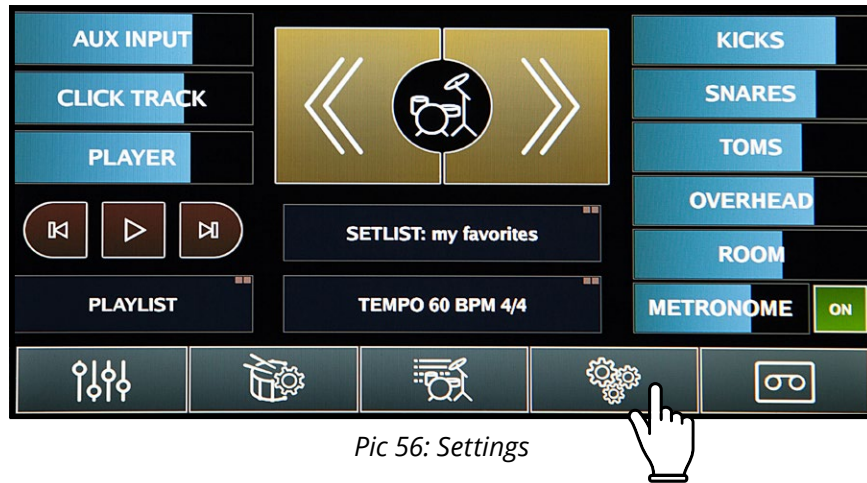 AUX INPUT
CLICK TRACK
PLAYER
PLAYLIST
SETLIST: my favorites
TEMPO 60 BPM 4/4
KICKS
SNARES
TOMS
OVERHEAD
ROOM
METRONOME ON
Pic 56: Settings